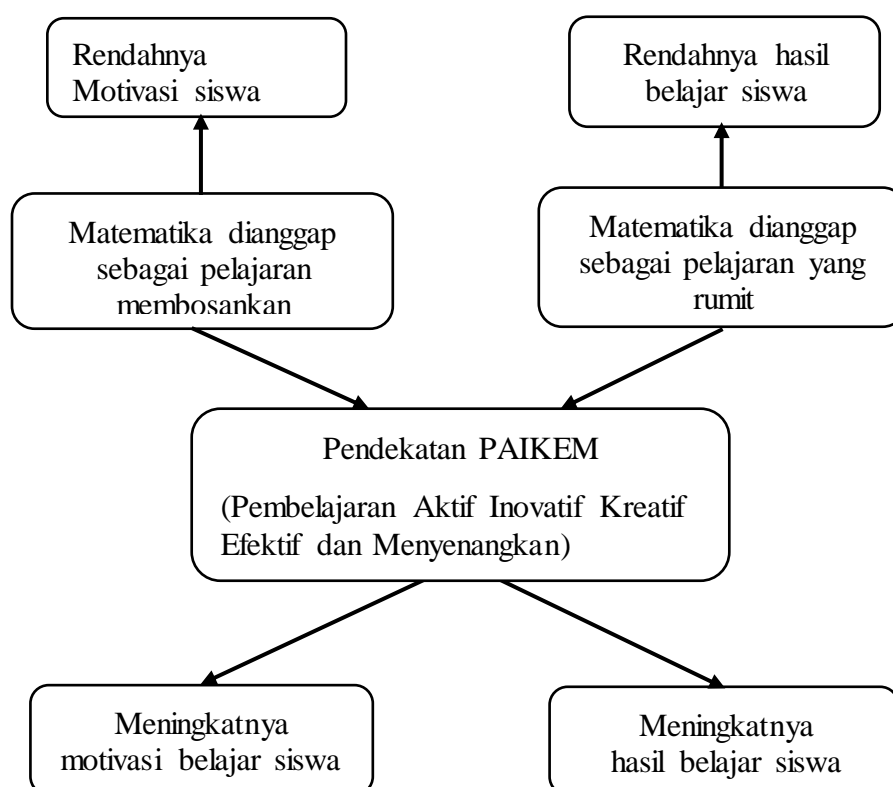 Rendahnya
Motivasi siswa
Rendahnya hasil
belajar siswa
Matematika dianggap
sebagai pelajaran
membosankan
Matematika dianggap
sebagai pelajaran yang
rumit
Pendekatan PAIKEM
(Pembelajaran Aktif Inovatif Kreatif
Efektif dan Menyenangkan)
Meningkatnya
motivasi belajar siswa
Meningkatnya
hasil belajar siswa